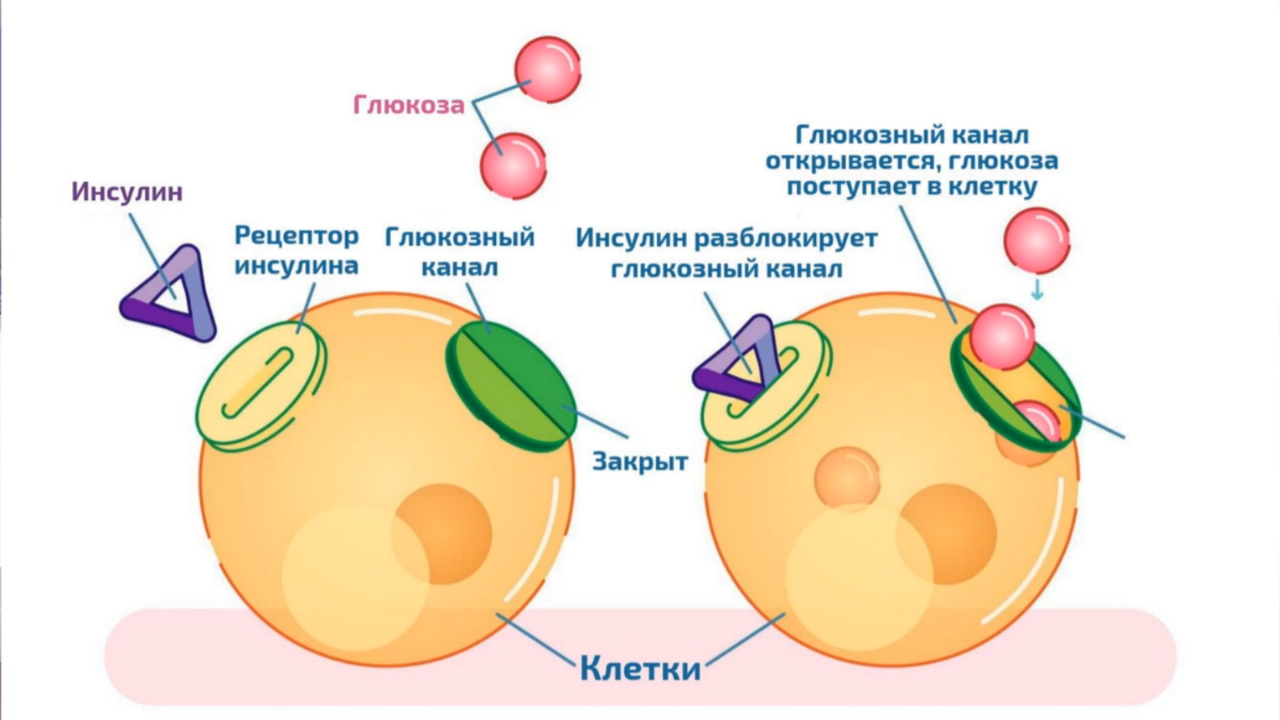 Глюкоза
Инсулин
Рецептор
инсулина
Глюкозный
канал
Закрыт
Инсулин разблокирует
глюкозный канал
Глюкозный канал
открывается, глюкоза
поступает в клетку
Клетки